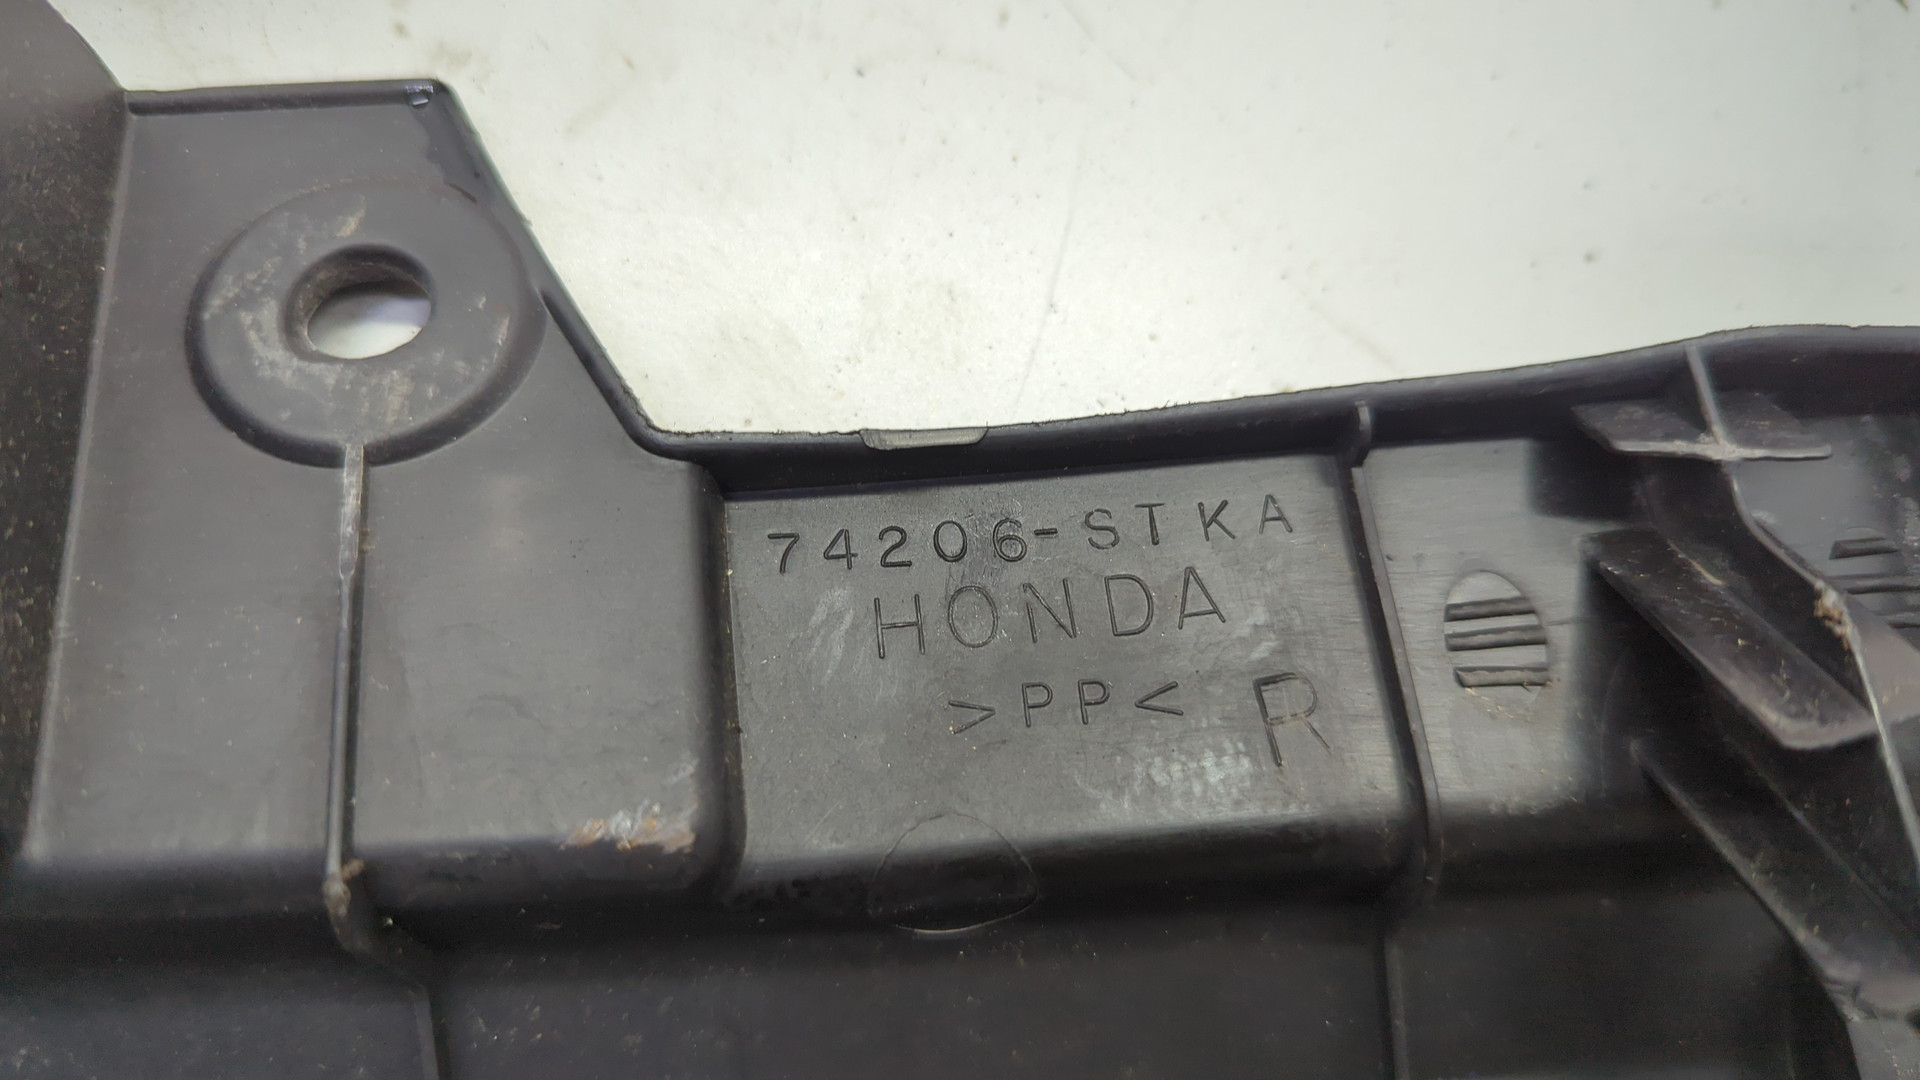 74206-STKA
HONDA
>PP< R